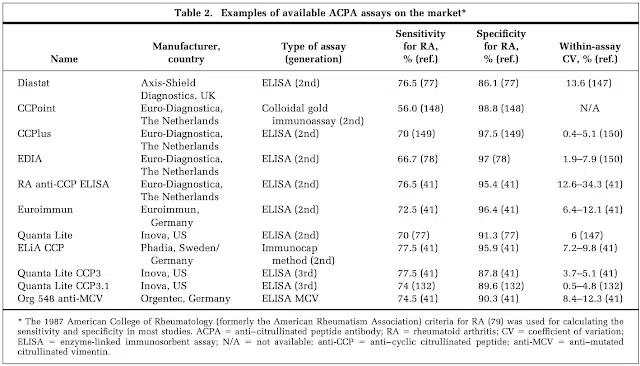 Table 2. Examples of available ACPA assays on the market*
Name Manufacturer, country Type of assay (generation) Sensitivity for RA, % (ref.) Specificity for RA, % (ref.) Within-assay CV, % (ref.)
Diastat Axis-Shield Diagnostics, UK ELISA (2nd) 76.5 (77) 86.1 (77) 13.6 (147)
CCPoint Euro-Diagnostica, The Netherlands Colloidal gold immunoassay (2nd) 56.0 (148) 98.8 (148) N/A
CCPlus Euro-Diagnostica, The Netherlands ELISA (2nd) 70 (149) 97.5 (149) 0.4–5.1 (150)
EDIA Euro-Diagnostica, The Netherlands ELISA (2nd) 66.7 (78) 97 (78) 1.9–7.9 (150)
RA anti-CCP ELISA Euro-Diagnostica, The Netherlands ELISA (2nd) 76.5 (41) 95.4 (41) 12.6–34.3 (41)
Euroimmun Euroimmun, Germany ELISA (2nd) 72.5 (41) 96.4 (41) 6.4–12.1 (41)
Quanta Lite Inova, US ELISA (2nd) 70 (77) 91.3 (77) 6 (147)
ELiA CCP Phadia, Sweden/ Germany Immunocap method (2nd) 77.5 (41) 95.9 (41) 7.2–9.8 (41)
Quanta Lite CCP3 Inova, US ELISA (3rd) 77.5 (41) 87.8 (41) 3.7–5.1 (41)
Quanta Lite CCP3.1 Inova, US ELISA (3rd) 74 (132) 89.6 (132) 0.5–4.8 (132)
Org 548 anti-MCV Orgentec, Germany ELISA MCV 74.5 (41) 90.3 (41) 8.4–12.3 (41)
* The 1987 American College of Rheumatology (formerly the American Rheumatism Association) criteria for RA (79) was used for calculating the
sensitivity and specificity in most studies. ACPA = anti–citrullinated peptide antibody; RA = rheumatoid arthritis; CV = coefficient of variation;
ELISA = enzyme-linked immunosorbent assay; N/A = not available; anti-CCP = anti–cyclic citrullinated peptide; anti-MCV = anti–mutated
citrullinated vimentin.